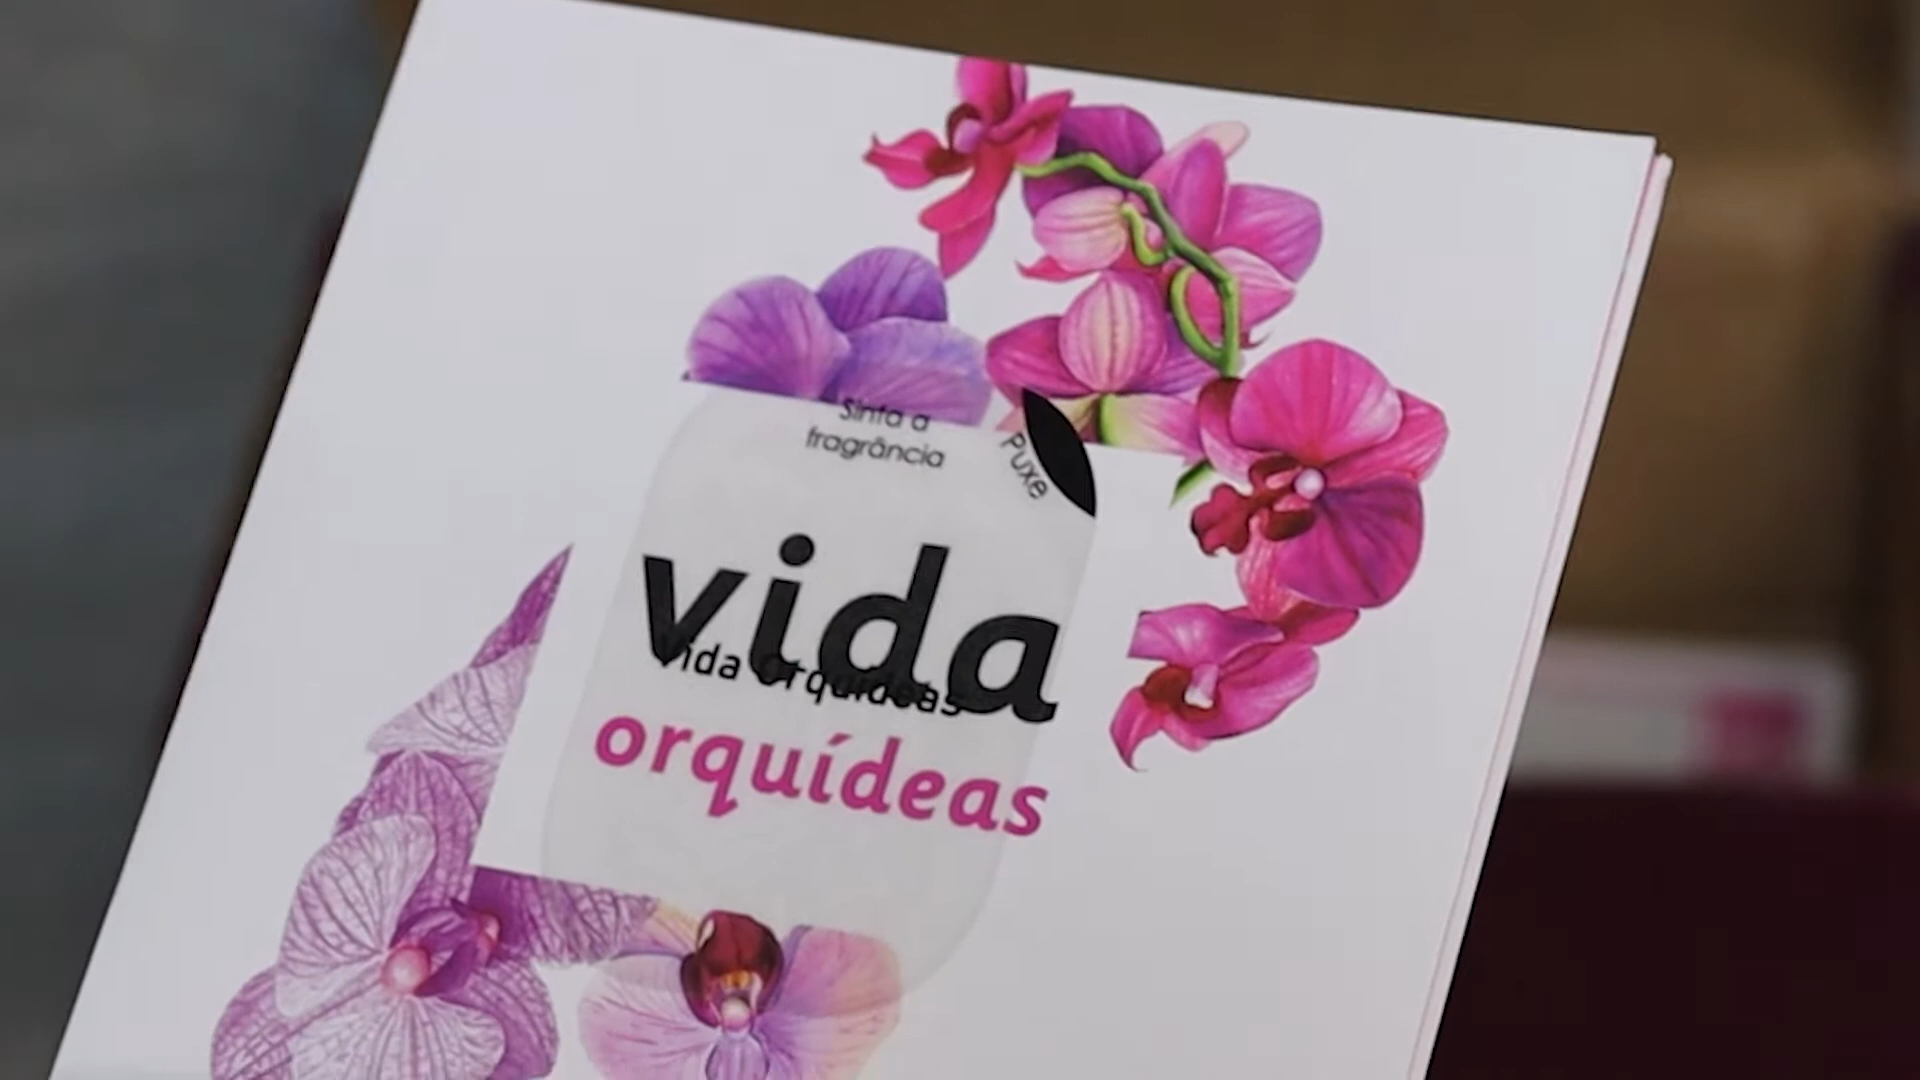 Sinta a
fragrância
Puxe
vida
Vida Orquídeas
orquídeas